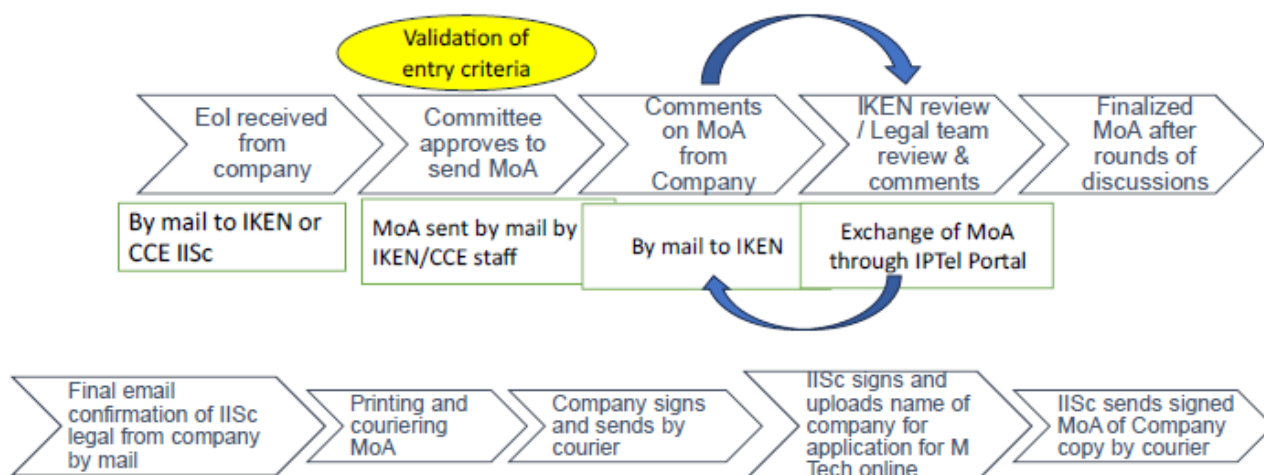 Validation of
entry criteria
EoI received
from
company
Committee
approves to
send MoA
Comments
on MoA
from
Company
IKEN review
/ Legal team
review &
comments
Finalized
MoA after
rounds of
discussions
By mail to IKEN or
CCE IISc
MoA sent by mail by
IKEN/CCE staff
By mail to IKEN
Exchange of MoA
through IPTel Portal
Final email
confirmation of IISc
legal from company
by mail
Printing and
couriering
MoA
Company signs
and sends by
courier
IISc signs and
uploads name of
company for
application for M
Tech online
IISc sends signed
MoA of Company
copy by courier